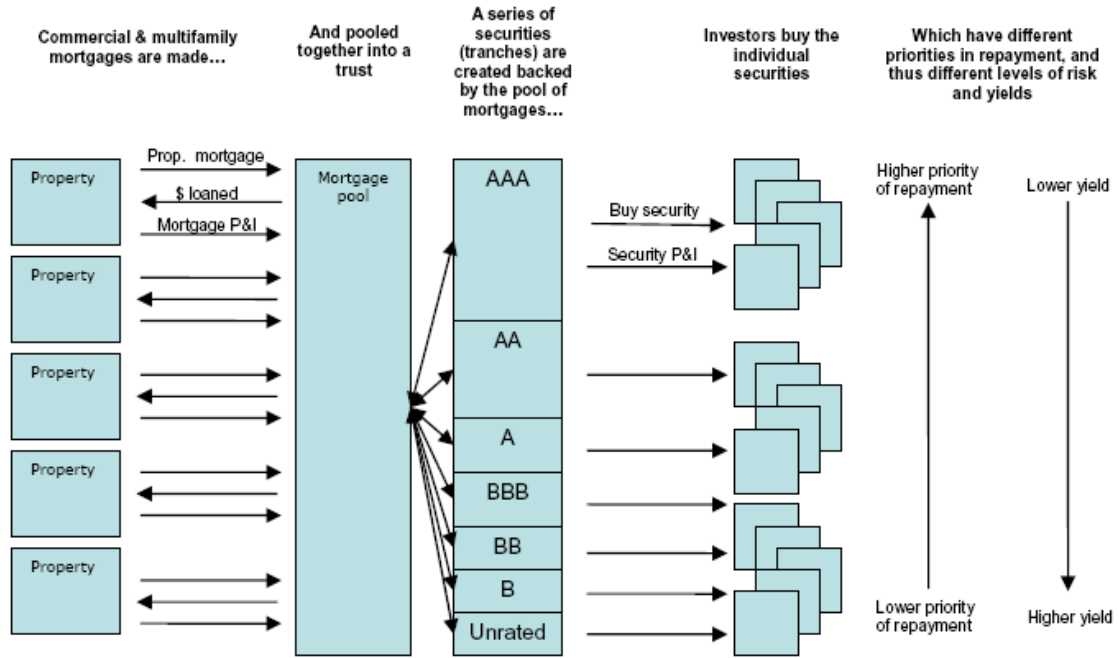 Commercial & multifamily
mortgages are made…
And pooled
together into a
trust
A series of
securities
(tranches) are
created backed
by the pool of
mortgages…
Investors buy the
individual
securities
Which have different
priorities in repayment, and
thus different levels of risk
and yields
Property
Prop. mortgage
$ loaned
Mortgage P&I
Property
Property
Property
Property
Mortgage
pool
AAA
AA
A
BBB
BB
B
Unrated
Buy security
Security P&I
Higher priority
of repayment
Lower yield
Lower priority
of repayment
Higher yield